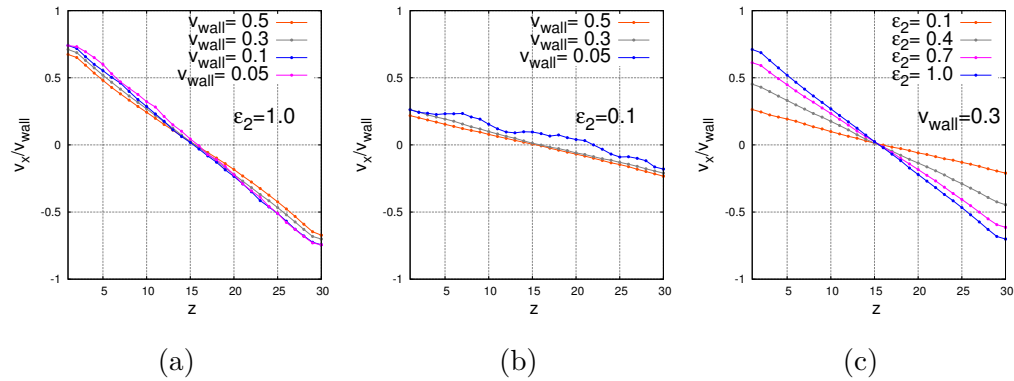 v_wall= 0.5
v_wall= 0.3
v_wall= 0.1
v_wall= 0.05
ε_2=1.0
1
0.5
0
-0.5
-1
5 10 15 20 25 30
v_x/v_wall
z
(a)
v_wall= 0.5
v_wall= 0.3
v_wall= 0.05
ε_2=0.1
1
0.5
0
-0.5
-1
5 10 15 20 25 30
v_x/v_wall
z
(b)
ε_2= 0.1
ε_2= 0.4
ε_2= 0.7
ε_2= 1.0
v_wall=0.3
1
0.5
0
-0.5
-1
5 10 15 20 25 30
v_x/v_wall
z
(c)